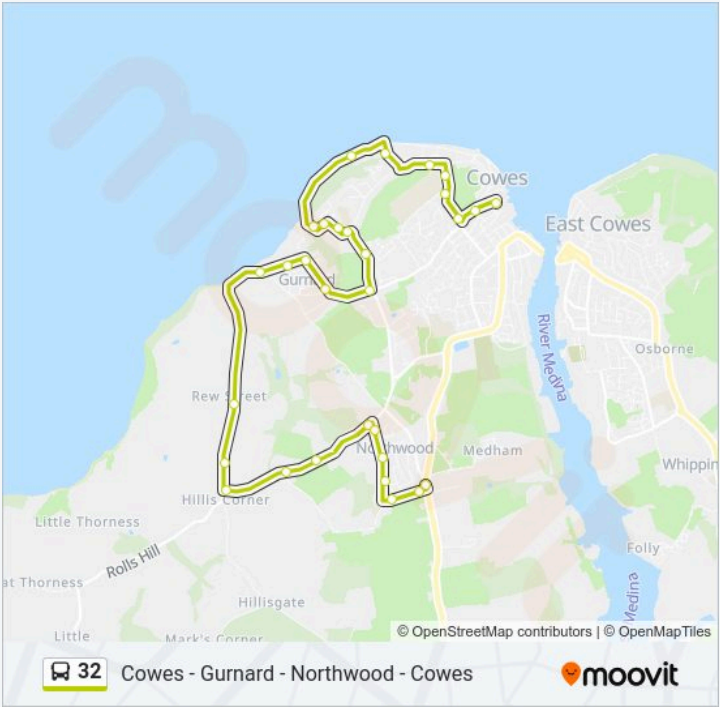 Cowes
East Cowes
Gurnard
River Medina
Osborne
Rew Street
Northwood
Medham
Whippin
Hillis Corner
Little Thorness
Rolls Hill
Folly
at Thorness
Hillisgate
Medina
Little
Mark's Corner
© OpenStreetMap contributors | © OpenMapTiles
32 Cowes - Gurnard - Northwood - Cowes
moovit